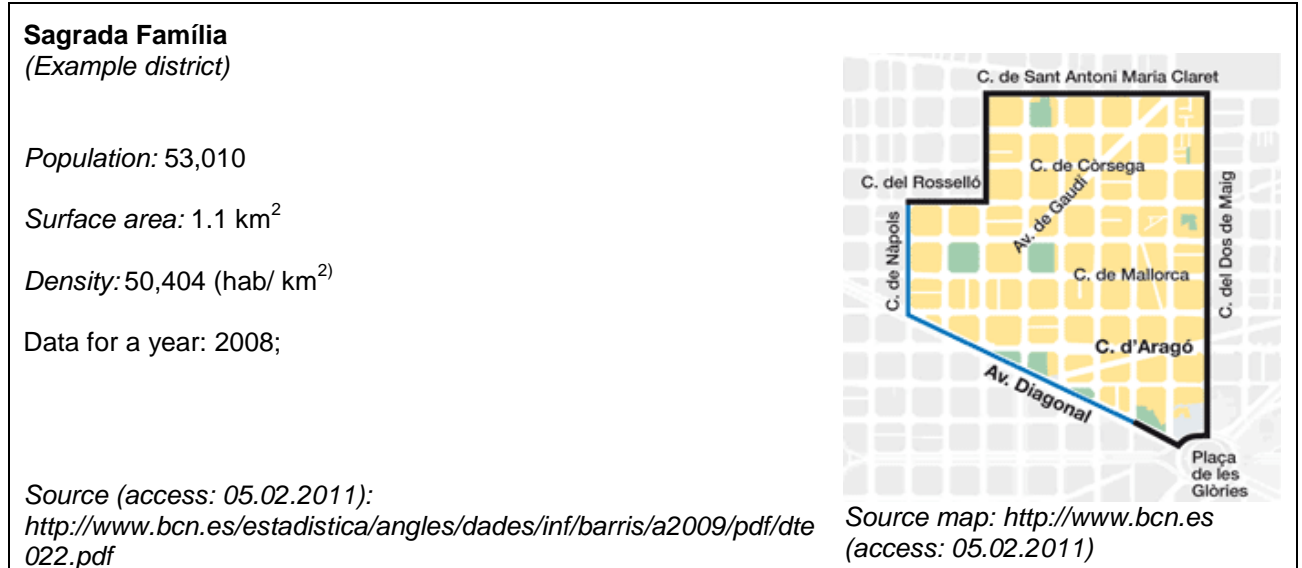 Sagrada Família
(Example district)
Population: 53,010
Surface area: 1.1 km²
Density: 50,404 (hab/ km²⁾
Data for a year: 2008;
Source (access: 05.02.2011):
http://www.bcn.es/estadistica/angles/dades/inf/barris/a2009/pdf/dte
022.pdf
C. de Sant Antoni Maria Claret
C. de Còrsega
C. del Rosselló
Av. de Gaudí
C. del Dos de Maig
C. de Nàpols
C. de Mallorca
C. d'Aragó
Av. Diagonal
Plaça
de les
Glòries
Source map: http://www.bcn.es
(access: 05.02.2011)